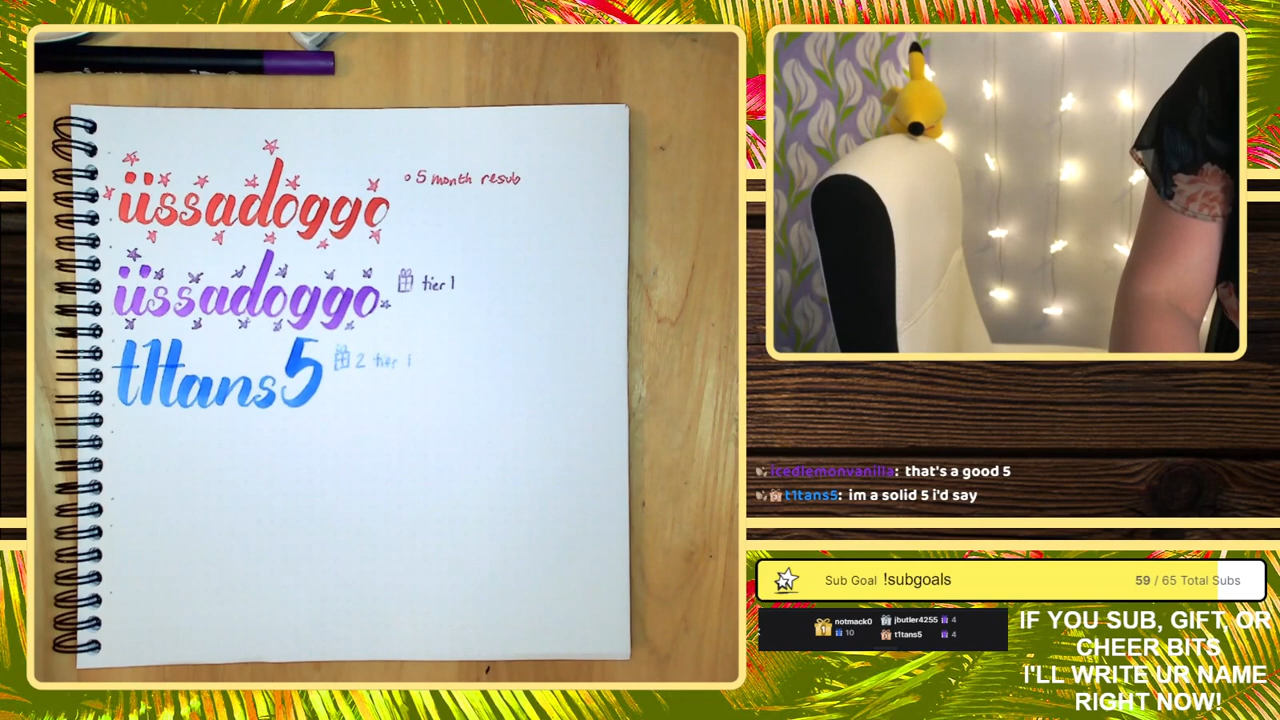 üssadoggo
5 month resub
üssadoggo
tier 1
t1tans5
2 tier 1
icedlemonvanilla: that's a good 5
t1tans5: im a solid 5 i'd say
Sub Goal !subgoals
59 / 65 Total Subs
notmack0
10
jbutler4255 4
t1tans5 4
IF YOU SUB, GIFT, OR
CHEER BITS
I'LL WRITE UR NAME
RIGHT NOW!